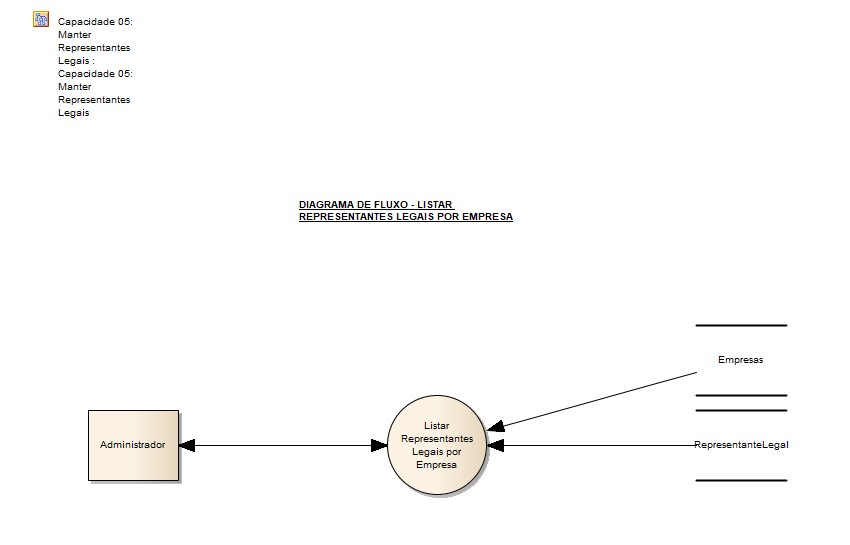 Capacidade 05:
Manter
Representantes
Legais :
Capacidade 05:
Manter
Representantes
Legais
DIAGRAMA DE FLUXO - LISTAR
REPRESENTANTES LEGAIS POR EMPRESA
Empresas
Administrador
Listar
Representantes
Legais por
Empresa
RepresentanteLegal